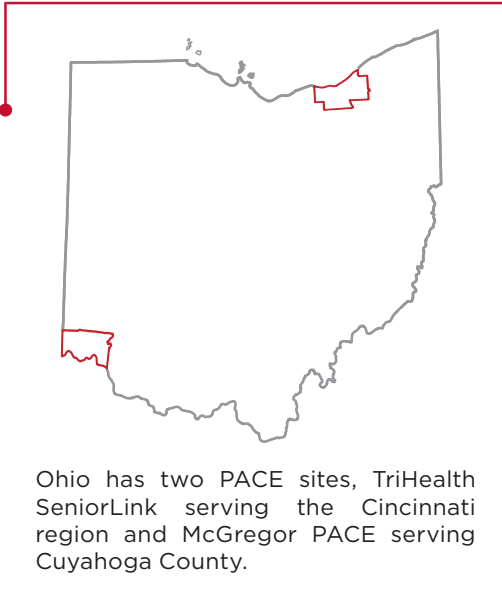 Ohio has two PACE sites, TriHealth
SeniorLink serving the Cincinnati
region and McGregor PACE serving
Cuyahoga County.